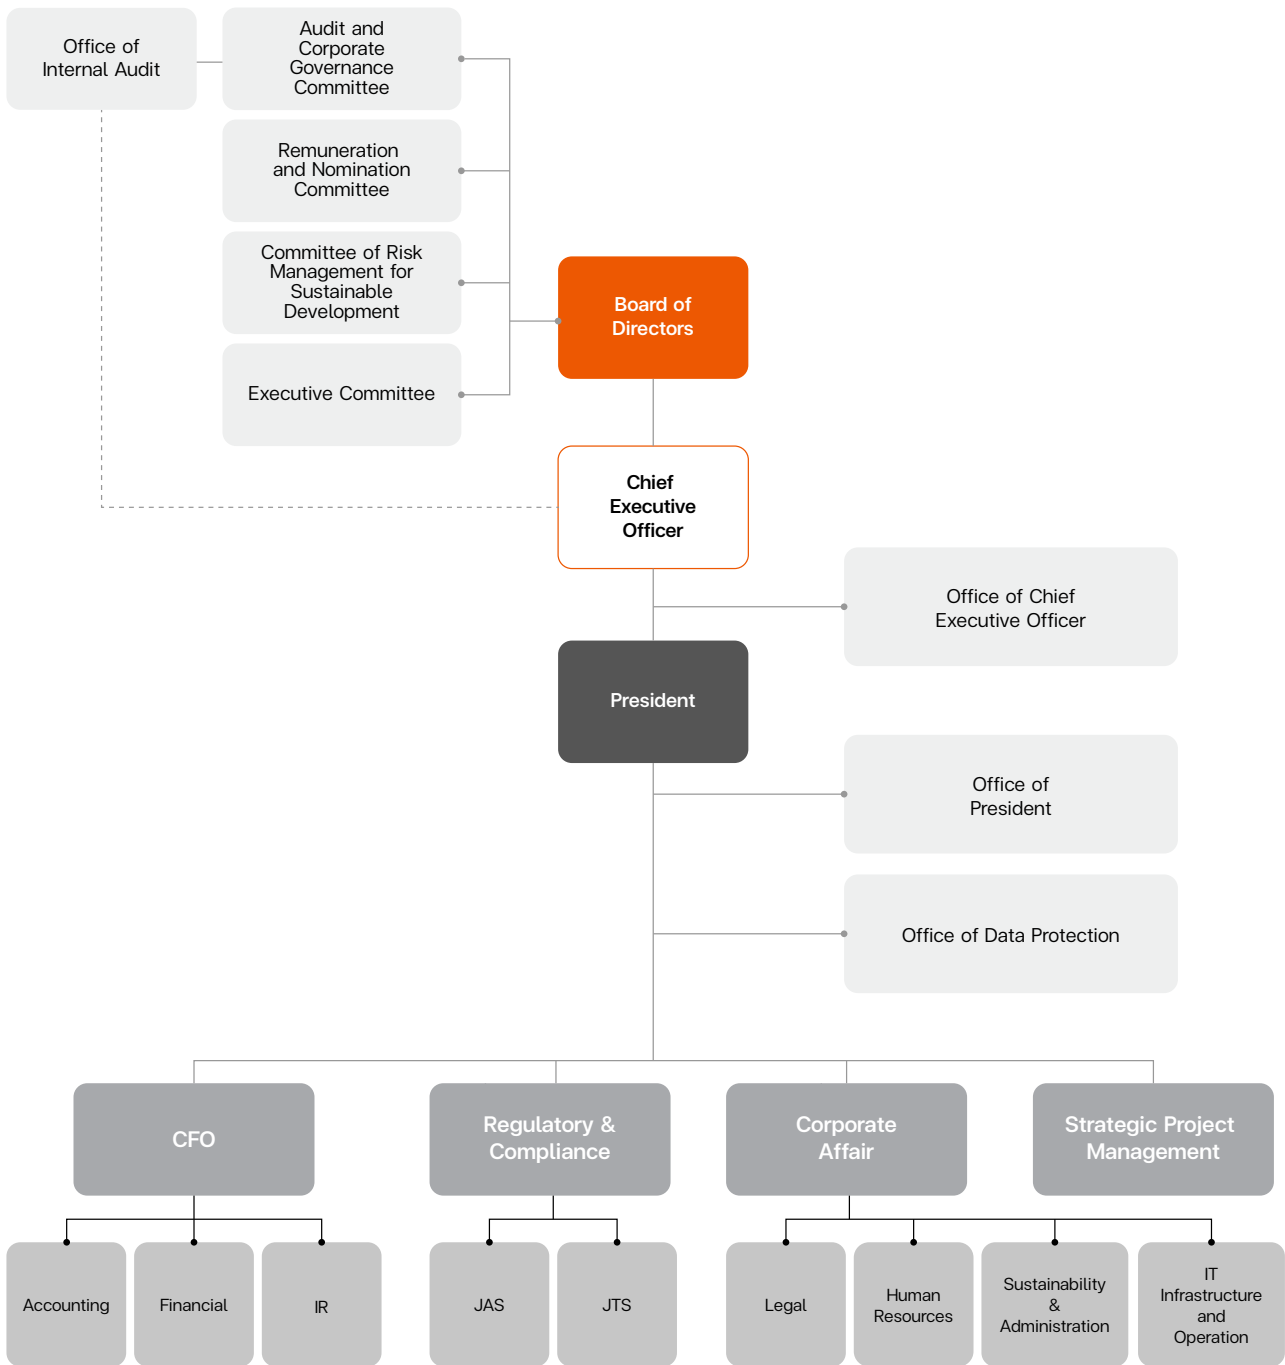 Office of
Internal Audit
Audit and
Corporate
Governance
Committee
Remuneration
and Nomination
Committee
Committee of Risk
Management for
Sustainable
Development
Executive Committee
Board of
Directors
Chief
Executive
Officer
Office of Chief
Executive Officer
President
Office of
President
Office of Data Protection
CFO
Regulatory &
Compliance
Corporate
Affair
Strategic Project
Management
Accounting
Financial
IR
JAS
JTS
Legal
Human
Resources
Sustainability
&
Administration
IT
Infrastructure
and
Operation